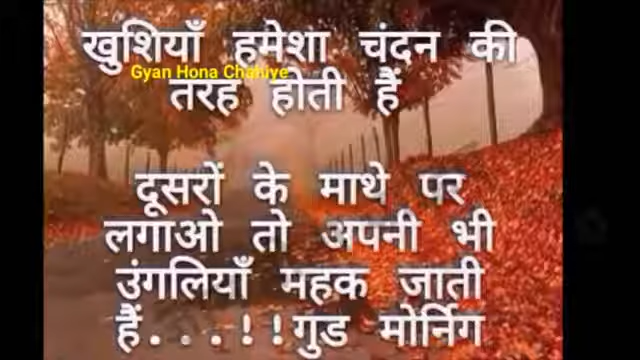 खुशियाँ हमेशा चंदन की
Gyan Hona Chahiye
तरह होती हैं
दूसरों के माथे पर
लगाओ तो अपनी भी
उंगलियाँ महक जाती
हैं...!!गुड मोर्निग